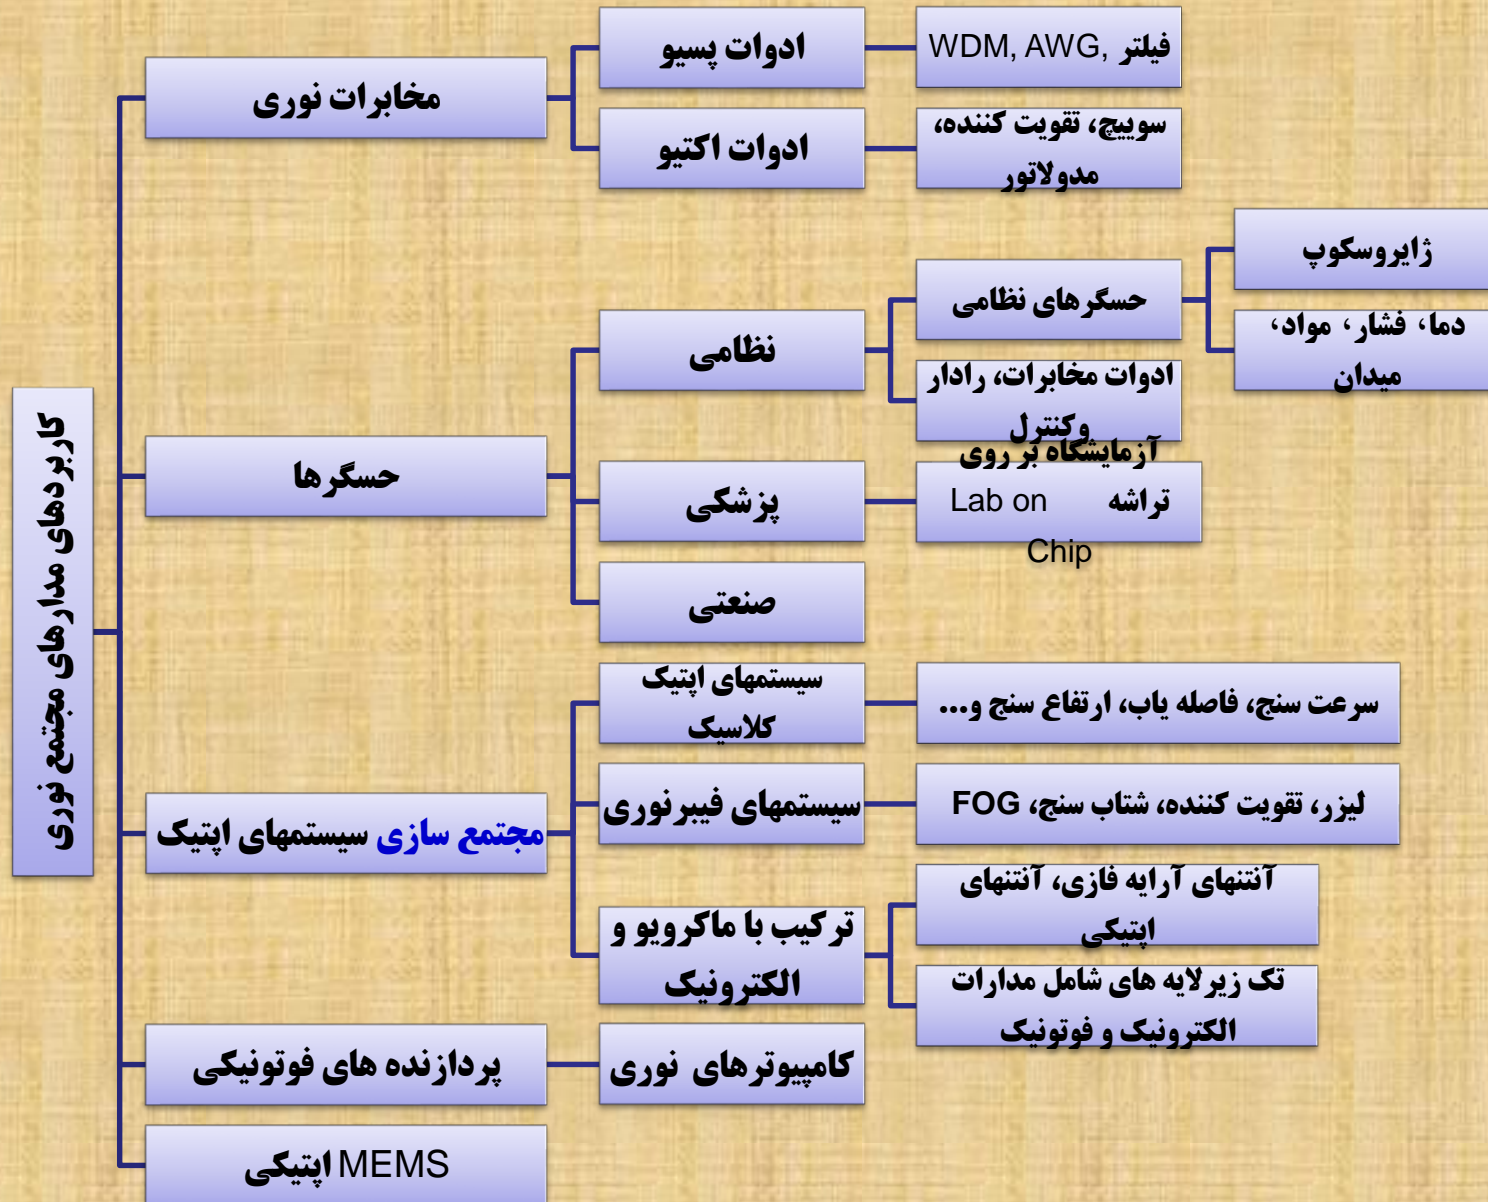 کاربردهای مدارهای مجتمع نوری
مخابرات نوری
ادوات پسیو
فیلتر ,WDM, AWG
ادوات اکتیو
سوییچ، تقویت کننده،
مدولاتور
حسگرها
نظامی
حسگرهای نظامی
ژایروسکوپ
دما، فشار، مواد،
میدان
ادوات مخابرات، رادار
وکنترل
پزشکی
آزمایشگاه بر روی
تراشه Lab on
Chip
صنعتی
مجتمع سازی سیستمهای اپتیک
سیستمهای اپتیک
کلاسیک
سرعت سنج، فاصله یاب، ارتفاع سنج و...
سیستمهای فیبرنوری
لیزر، تقویت کننده، شتاب سنج، FOG
ترکیب با ماکرویو و
الکترونیک
آنتنهای آرایه فازی، آنتنهای
اپتیکی
تک زیرلایه های شامل مدارات
الکترونیک و فوتونیک
پردازنده های فوتونیکی
کامپیوترهای نوری
MEMS اپتیکی